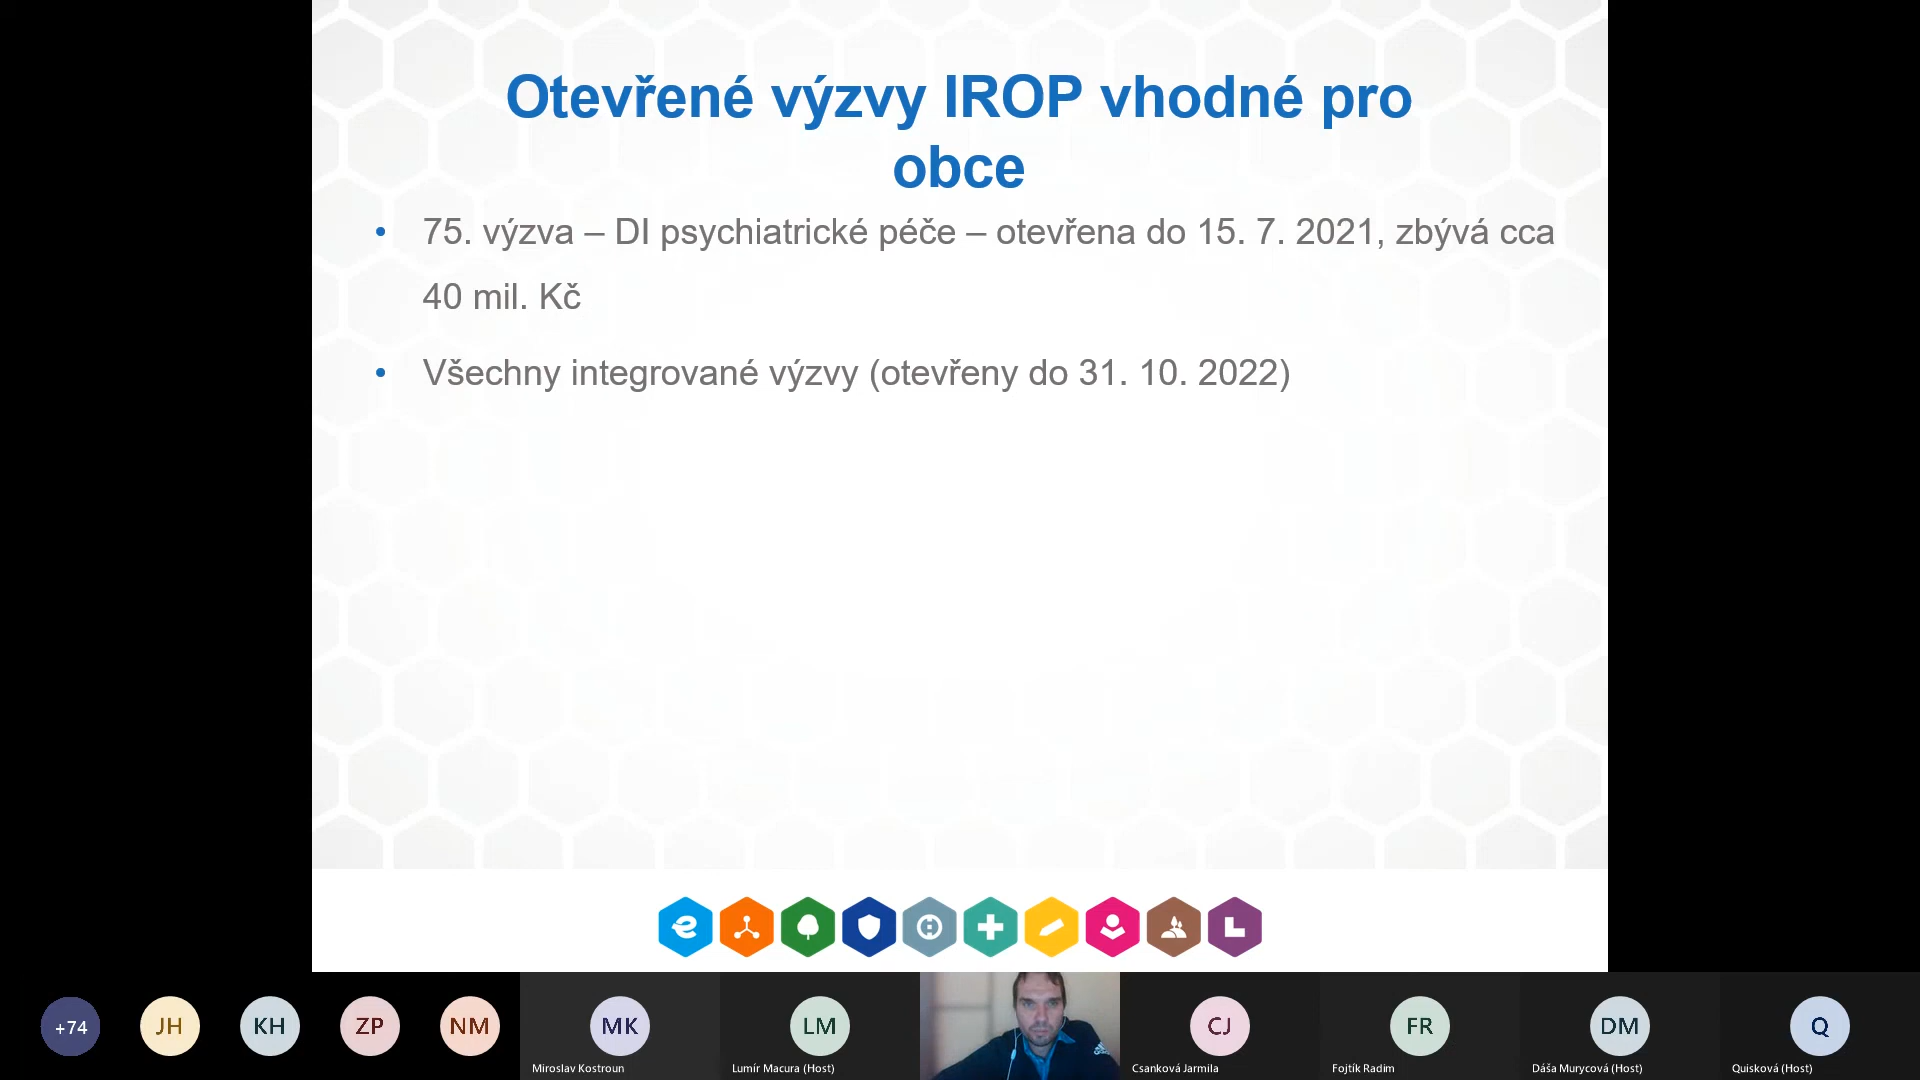 Otevřené výzvy IROP vhodné pro
obce
• 75. výzva – DI psychiatrické péče – otevřena do 15. 7. 2021, zbývá cca
40 mil. Kč
• Všechny integrované výzvy (otevřeny do 31. 10. 2022)
+74
JH
KH
ZP
NM
MK
LM
CJ
FR
DM
Q
Miroslav Kostroun
Lumír Macura (Host)
Csanková Jarmila
Fojtík Radim
Dáša Murycová (Host)
Quisková (Host)